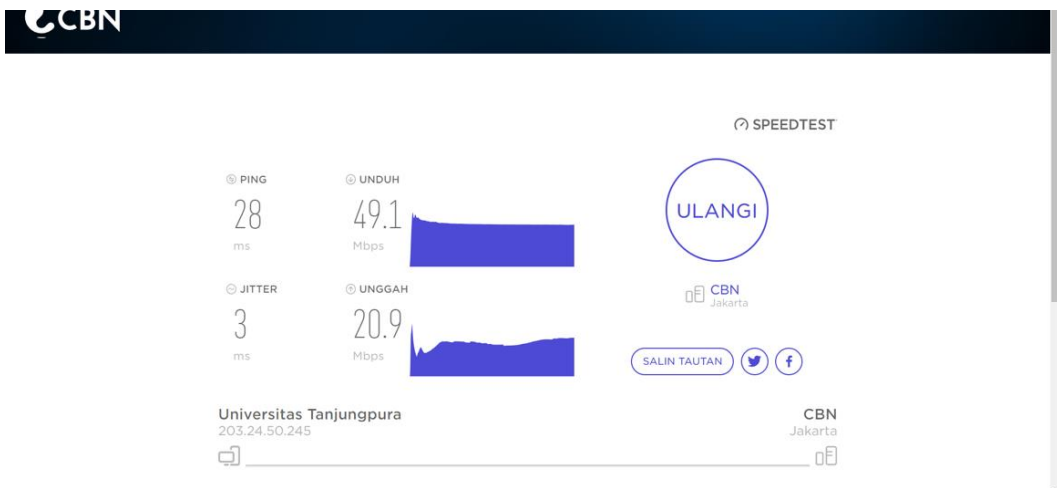 CBN
SPEEDTEST
PING
28
ms
UNDUH
49.1
Mbps
ULANGI
JITTER
3
ms
UNGGAH
20.9
Mbps
CBN
Jakarta
SALIN TAUTAN
Universitas Tanjungpura
203.24.50.245
CBN
Jakarta